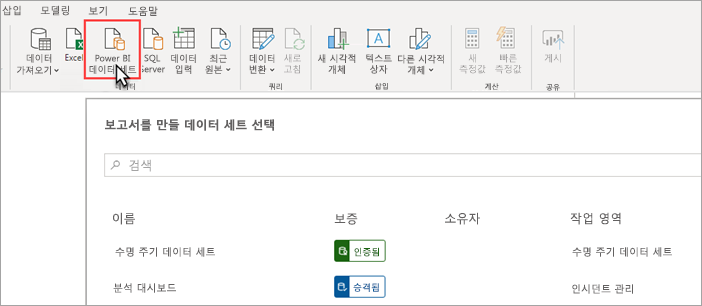 삽입 모델링 보기 도움말
데이터 Excel Power BI SQL 데이터 최근 데이터 새로 새 시각적 텍스트 다른 시각적 새 빠른 게시
가져오기 데이터 세트 Server 입력 원본 변환 고침 개체 상자 개체 측정값 측정값
데이터 쿼리 삽입 계산 공유
보고서를 만들 데이터 세트 선택
검색
이름 보증 소유자 작업 영역
수명 주기 데이터 세트 인증됨 수명 주기 데이터 세트
분석 대시보드 승격됨 인시던트 관리